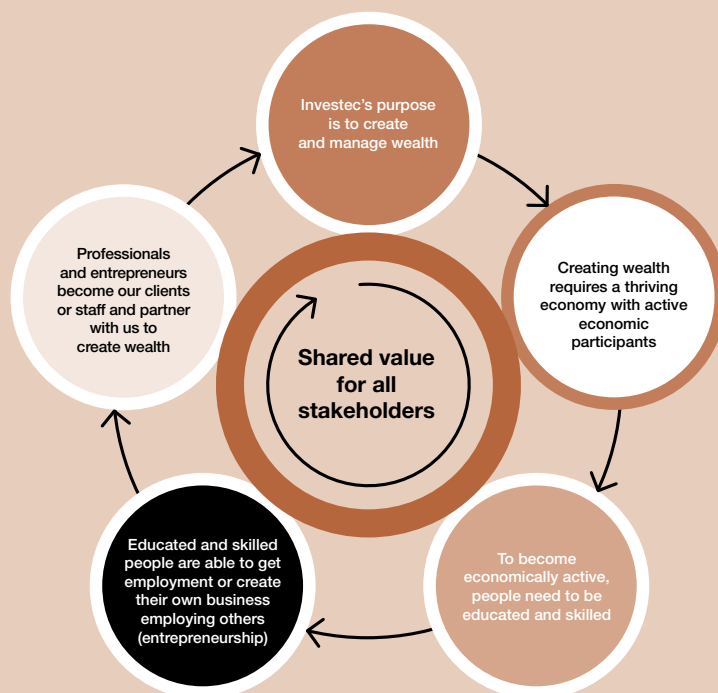 Investec’s purpose
is to create
and manage wealth
Creating wealth
requires a thriving
economy with active
economic
participants
To become
economically active,
people need to be
educated and skilled
Educated and skilled
people are able to get
employment or create
their own business
employing others
(entrepreneurship)
Professionals
and entrepreneurs
become our clients
or staff and partner
with us to
create wealth
Shared value
for all
stakeholders